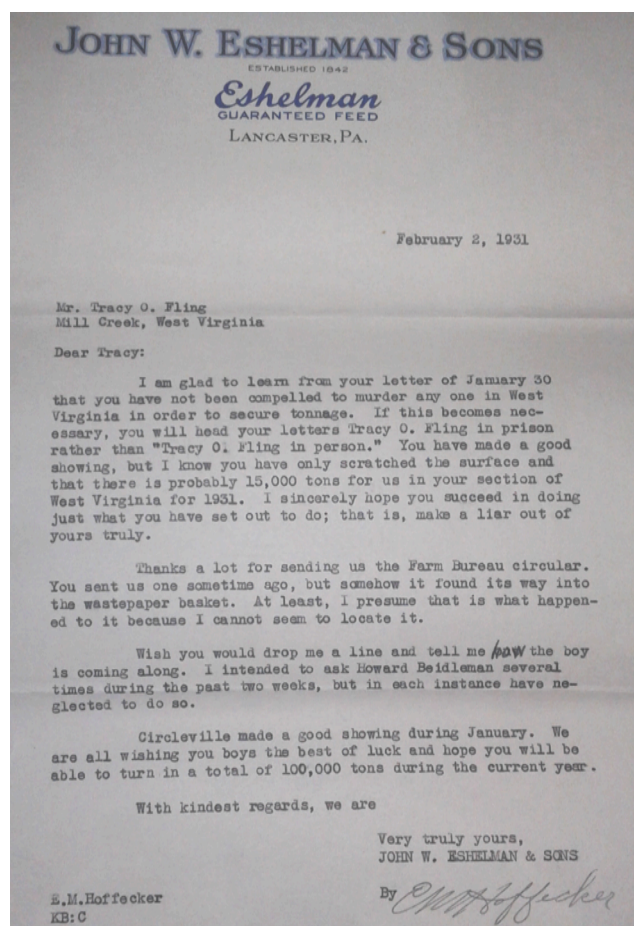 JOHN W. ESHELMAN & SONS
ESTABLISHED 1842
Eshelman
GUARANTEED FEED
LANCASTER, PA.
February 2, 1931
Mr. Tracy O. Fling
Mill Creek, West Virginia
Dear Tracy:
I am glad to learn from your letter of January 30
that you have not been compelled to murder any one in West
Virginia in order to secure tonnage. If this becomes nec-
essary, you will head your letters Tracy O. Fling in prison
rather than "Tracy O. Fling in person." You have made a good
showing, but I know you have only scratched the surface and
that there is probably 15,000 tons for us in your section of
West Virginia for 1931. I sincerely hope you succeed in doing
just what you have set out to do; that is, make a liar out of
yours truly.
Thanks a lot for sending us the Farm Bureau circular.
You sent us one sometime ago, but somehow it found its way into
the wastepaper basket. At least, I presume that is what happen-
ed to it because I cannot seem to locate it.
Wish you would drop me a line and tell me how the boy
is coming along. I intended to ask Howard Beidleman several
times during the past two weeks, but in each instance have ne-
glected to do so.
Circleville made a good showing during January. We
are all wishing you boys the best of luck and hope you will be
able to turn in a total of 100,000 tons during the current year.
With kindest regards, we are
Very truly yours,
JOHN W. ESHELMAN & SONS
By EM Hoffecker
E.M.Hoffecker
KB:C